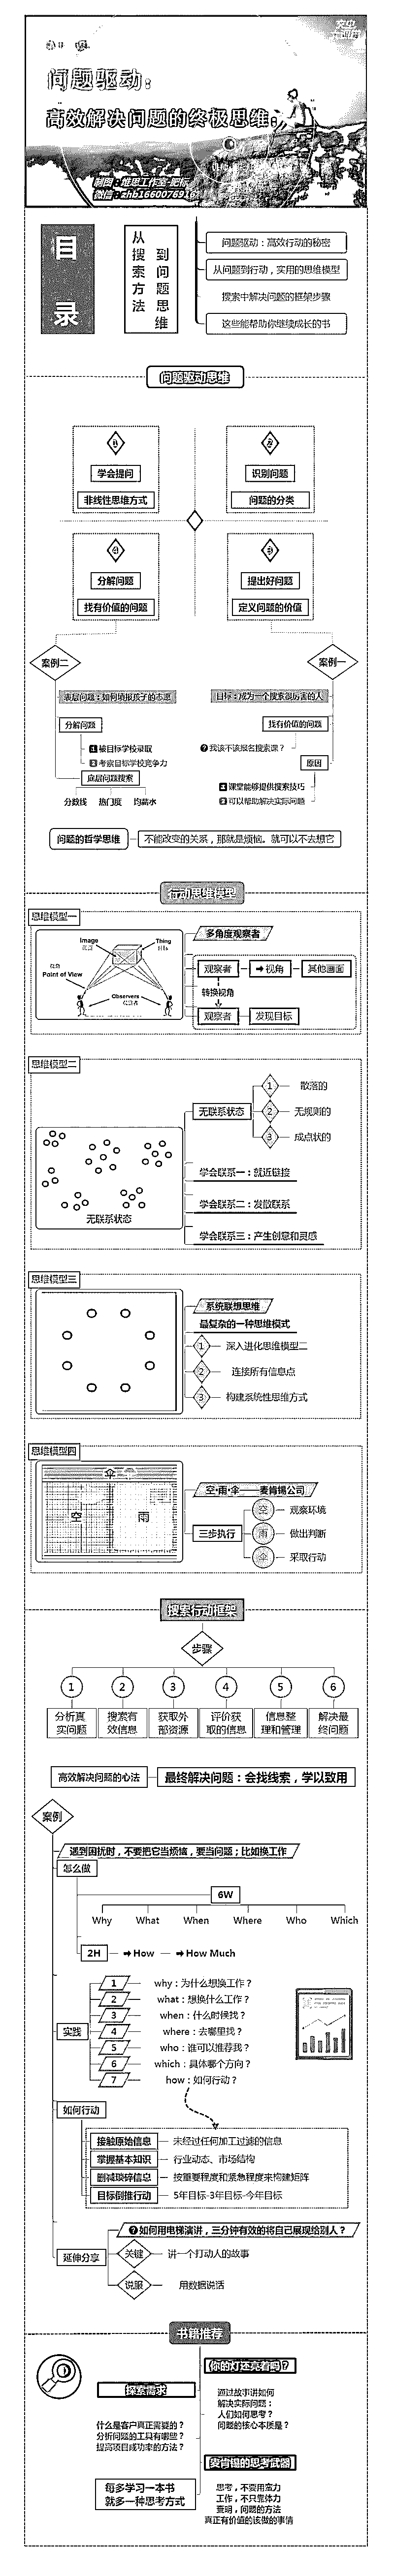 问题驱动：
高效解决问题的终极思维：
目录
从搜索方法
到问题思维
问题驱动：高效行动的秘密
从问题到行动，实用的思维模型
搜索中解决问题的框架步骤
这些能帮助你继续成长的书
问题驱动思维
1
学会提问
非线性思维方式
2
识别问题
问题的分类
4
分解问题
找有价值的问题
3
提出好问题
定义问题的价值
案例二
案例一
表层问题：如何填报孩子的志愿
目标：成为一个搜索很厉害的人
分解问题
找有价值的问题
1 被目标学校录取
2 考察目标学校竞争力
? 我该不该报名搜索课？
原因
底层问题搜索
分数线
热门度
均薪水
1 课堂能够提供搜索技巧
2 可以帮助解决实际问题
问题的哲学思维
不能改变的关系，那就是烦恼。就可以不去想它
行动思维模型
思维模型一
Image
Thing
Point of View
Observers
多角度观察者
观察者
➡视角
其他画面
转换视角
观察者
发现目标
思维模型二
无联系状态
无联系状态
1 散落的
2 无规则的
3 成点状的
学会联系一：就近链接
学会联系二：发散联系
学会联系三：产生创意和灵感
思维模型三
系统联想思维
最复杂的一种思维模式
1 深入进化思维模型二
2 连接所有信息点
3 构建系统性思维方式
思维模型四
伞
空
雨
空·雨·伞——麦肯锡公司
三步执行
空 观察环境
雨 做出判断
伞 采取行动
搜索行动框架
步骤
1 分析真实问题
2 搜索有效信息
3 获取外部资源
4 评价获取的信息
5 信息整理和管理
6 解决最终问题
高效解决问题的心法
最终解决问题：会找线索，学以致用
案例
遇到困扰时，不要把它当烦恼，要当问题；比如换工作
怎么做
6W
Why
What
When
Where
Who
Which
2H
➡How
➡How Much
实践
1 why：为什么想换工作？
2 what：想换什么工作？
3 when：什么时候找？
4 where：去哪里找？
5 who：谁可以推荐我？
6 which：具体哪个方向？
7 how：如何行动？
如何行动
接触原始信息 未经过任何加工过滤的信息
掌握基本知识 行业动态、市场结构
删减琐碎信息 按重要程度和紧急程度来构建矩阵
目标倒推行动 5年目标-3年目标-今年目标
延伸分享
? 如何用电梯演讲，三分钟有效的将自己展现给别人？
关键 讲一个打动人的故事
说服 用数据说话
书籍推荐
你的灯还亮着吗？
探索需求
通过故事讲如何
解决实际问题：
人们如何思考？
问题的核心本质是？
什么是客户真正需要的？
分析问题的工具有哪些？
提高项目成功率的方法？
麦肯锡的思考武器
每多学习一本书
就多一种思考方式
思考，不要用蛮力
工作，不只靠体力
查明，问题的方法
真正有价值的该做的事情